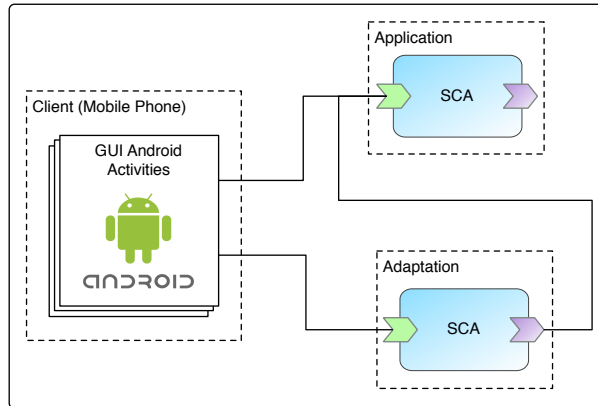 Application
SCA
Client (Mobile Phone)
GUI Android
Activities
ANDROID
Adaptation
SCA